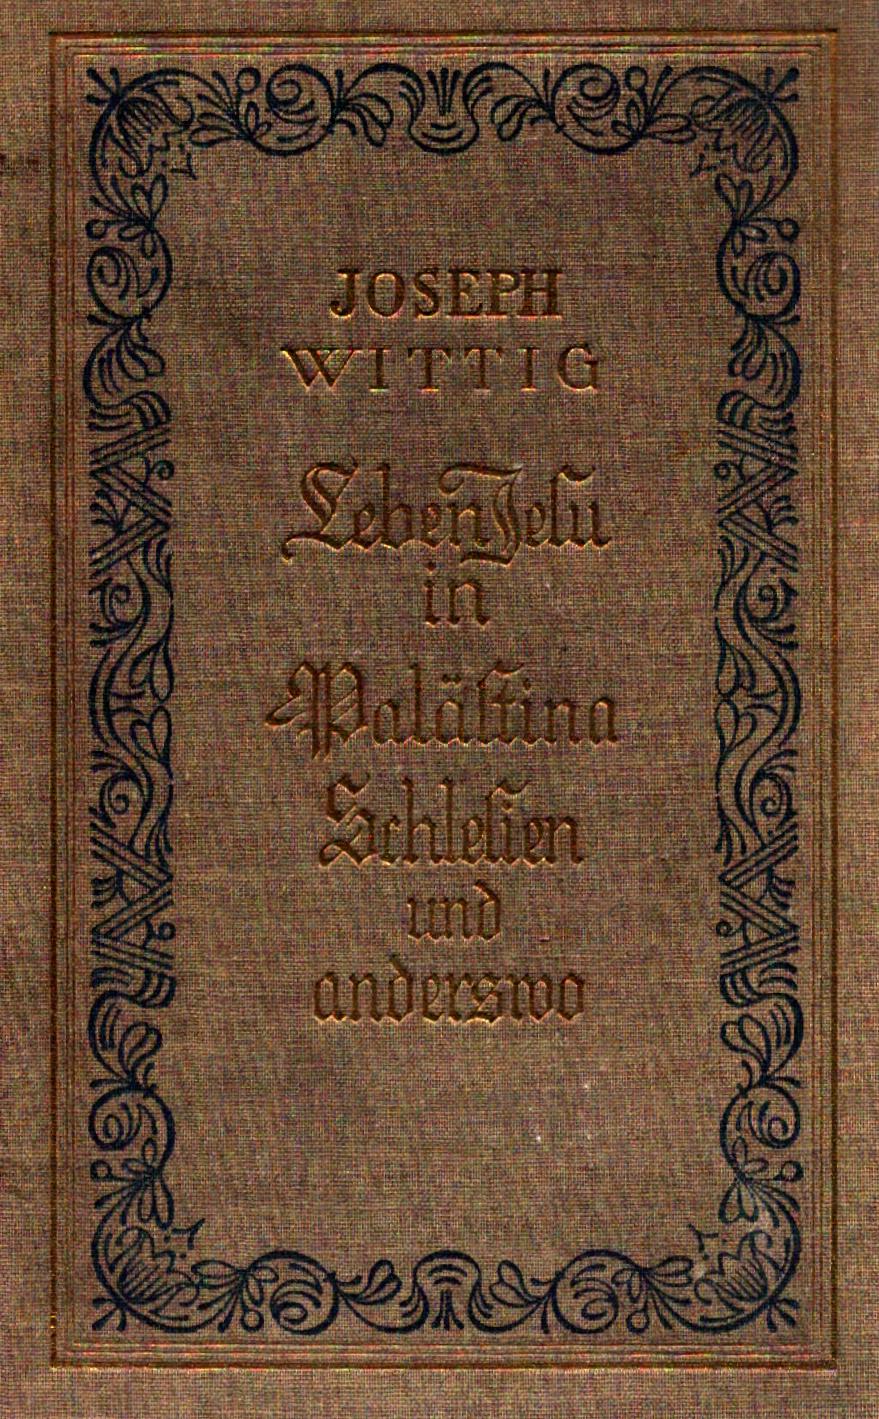 JOSEPH
WITTIG
Leben Jeſu
in
Paläſtina
Schleſien
und
anderswo